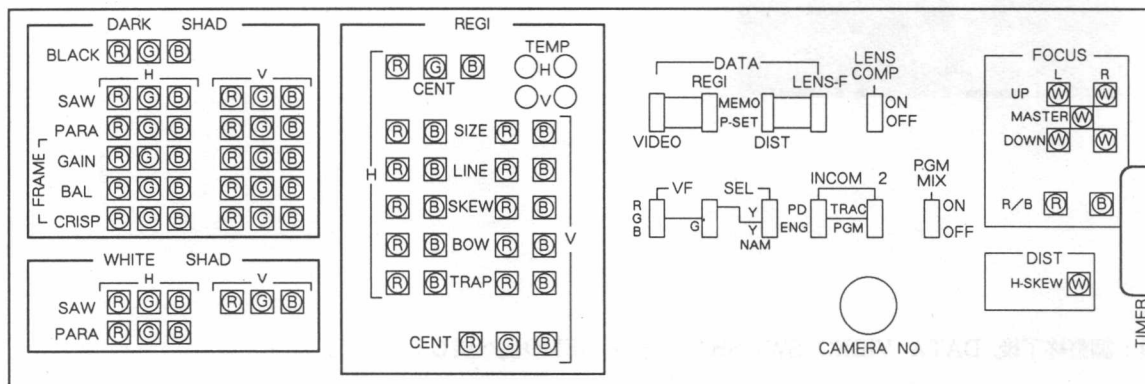 DARK SHAD
BLACK R G B
H V
SAW R G B R G B
PARA R G B R G B
FRAME
GAIN R G B R G B
BAL R G B R G B
CRISP R G B R G B
WHITE SHAD
H V
SAW R G B R G B
PARA R G B
REGI
R G B
CENT
TEMP
H
V
H
R B SIZE R B
R B LINE R B
R B SKEW R B
R B BOW R B
R B TRAP R B
V
CENT R G B
DATA
REGI LENS-F
MEMO
P-SET
VIDEO DIST
LENS COMP
ON
OFF
VF SEL
R
G
B
G
Y
Y
NAM
INCOM 2
PD TRAC
ENG PGM
PGM MIX
ON
OFF
CAMERA NO
FOCUS
L R
UP W W
MASTER W
DOWN W W
R/B R B
DIST
H-SKEW W
TIMER